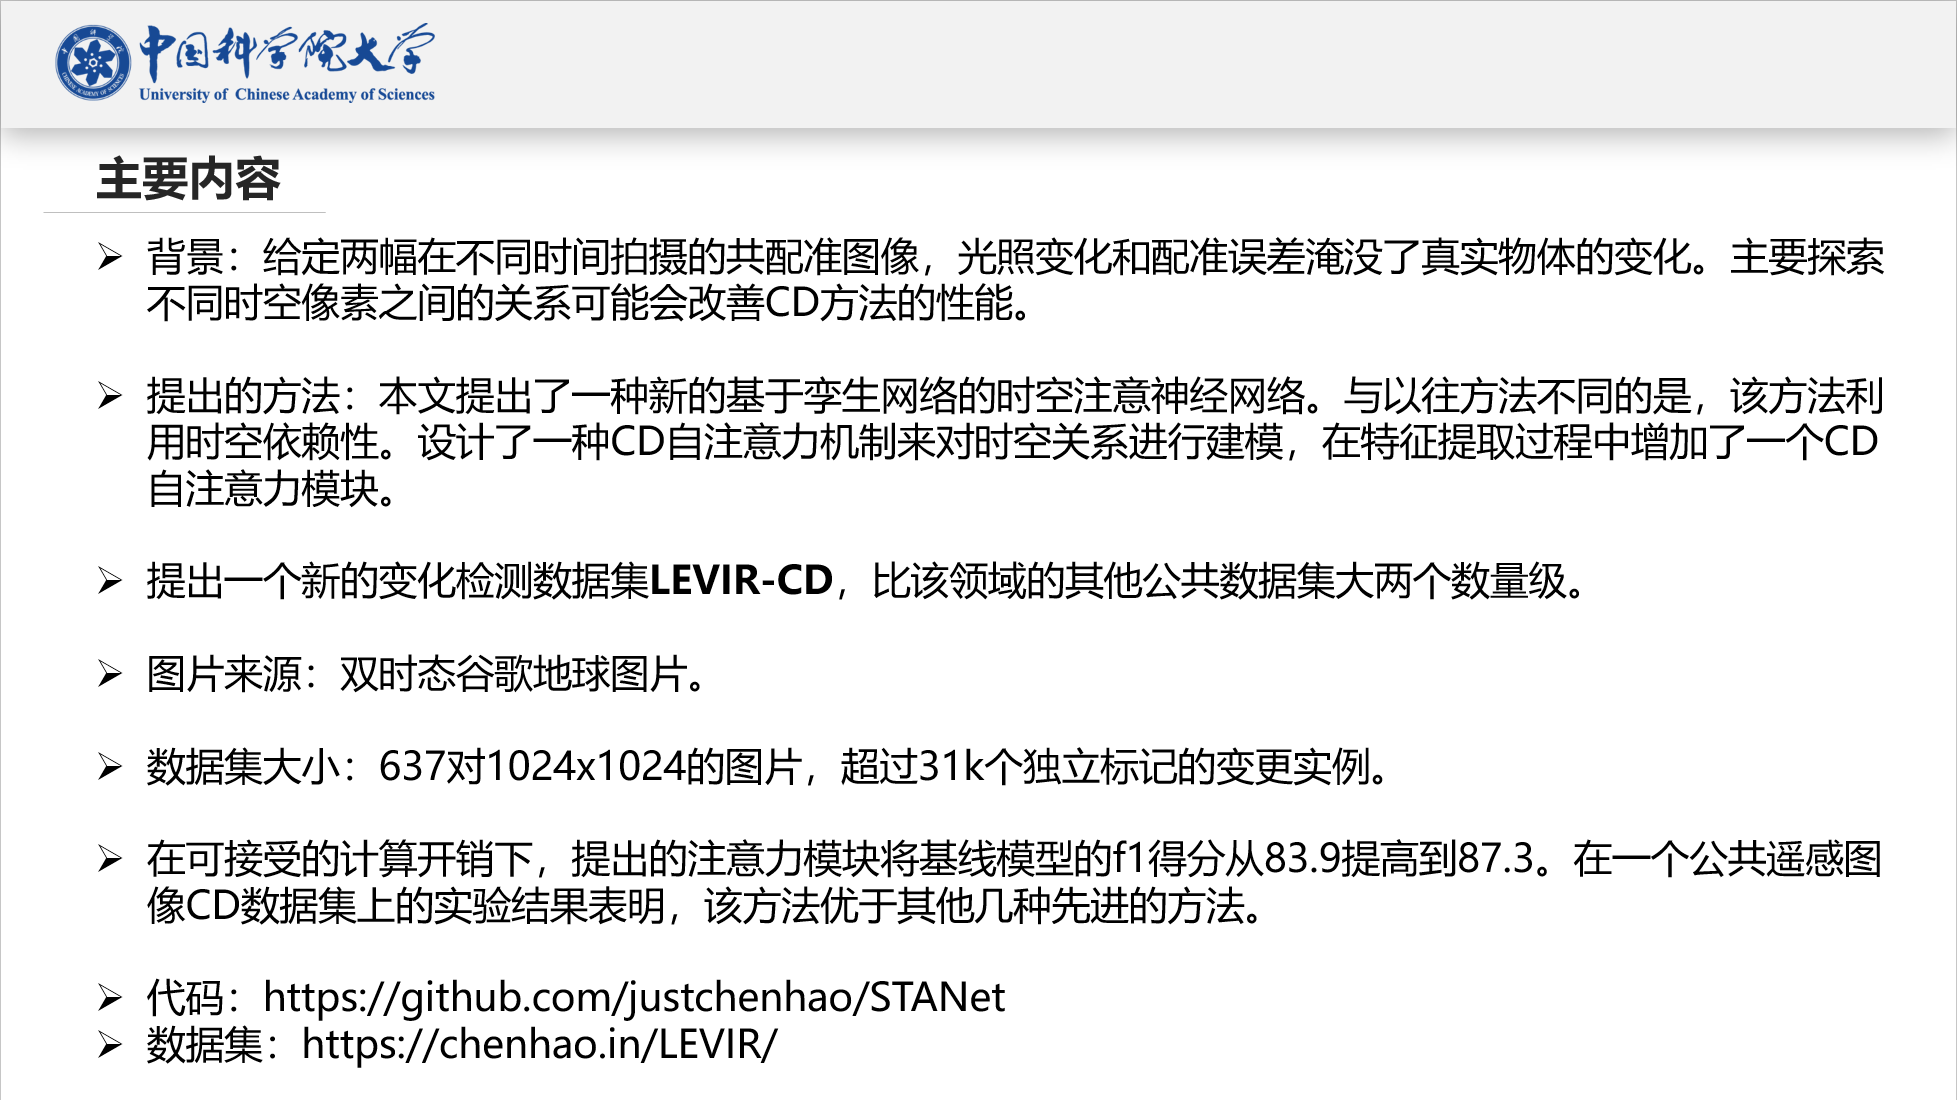 中国科学院大学
University of Chinese Academy of Sciences
主要内容
➢ 背景：给定两幅在不同时间拍摄的共配准图像，光照变化和配准误差淹没了真实物体的变化。主要探索
不同时空像素之间的关系可能会改善CD方法的性能。
➢ 提出的方法：本文提出了一种新的基于孪生网络的时空注意神经网络。与以往方法不同的是，该方法利
用时空依赖性。设计了一种CD自注意力机制来对时空关系进行建模，在特征提取过程中增加了一个CD
自注意力模块。
➢ 提出一个新的变化检测数据集LEVIR-CD，比该领域的其他公共数据集大两个数量级。
➢ 图片来源：双时态谷歌地球图片。
➢ 数据集大小：637对1024x1024的图片，超过31k个独立标记的变更实例。
➢ 在可接受的计算开销下，提出的注意力模块将基线模型的f1得分从83.9提高到87.3。在一个公共遥感图
像CD数据集上的实验结果表明，该方法优于其他几种先进的方法。
➢ 代码：https://github.com/justchenhao/STANet
➢ 数据集：https://chenhao.in/LEVIR/